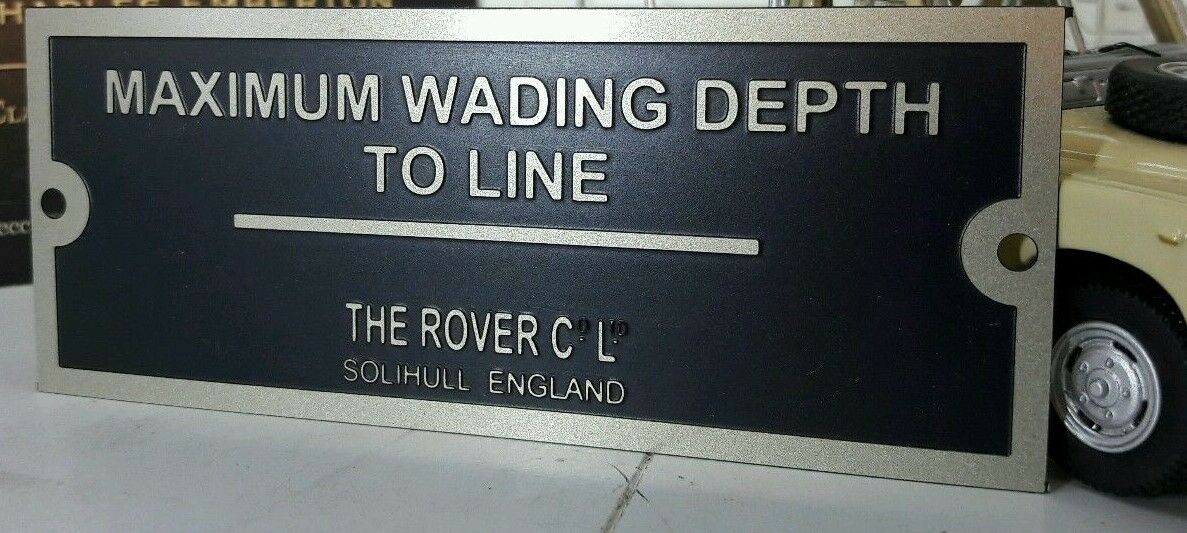 MAXIMUM WADING DEPTH
TO LINE
THE ROVER Cº Lᵀᴰ
SOLIHULL ENGLAND